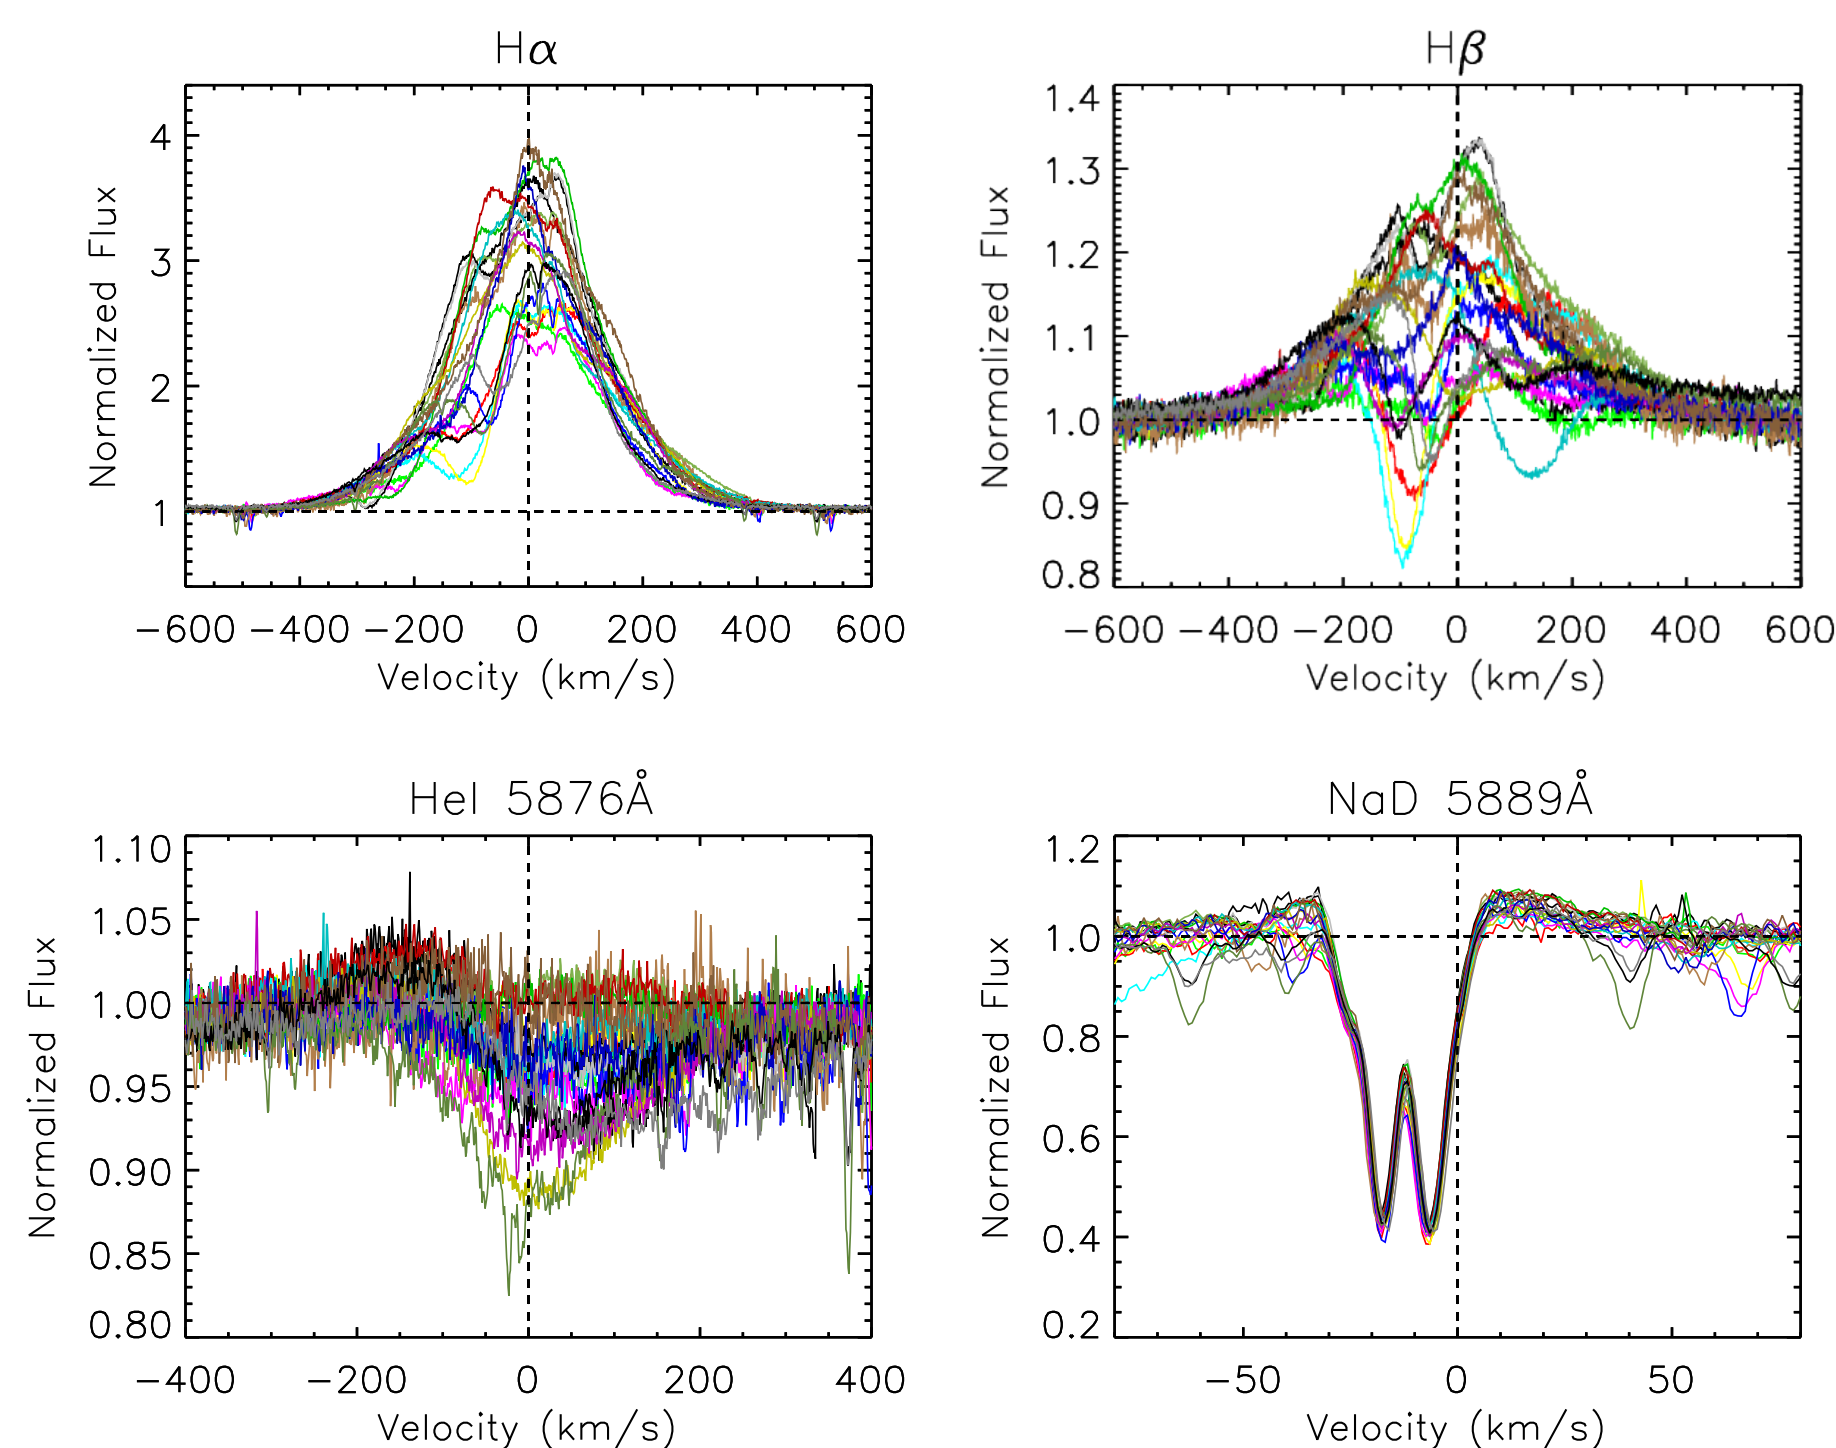 Hα
Normalized Flux
4
3
2
1
−600 −400 −200 0 200 400 600
Velocity (km/s)
Hβ
Normalized Flux
1.4
1.3
1.2
1.1
1.0
0.9
0.8
−600 −400 −200 0 200 400 600
Velocity (km/s)
HeI 5876Å
Normalized Flux
1.10
1.05
1.00
0.95
0.90
0.85
0.80
−400 −200 0 200 400
Velocity (km/s)
NaD 5889Å
Normalized Flux
1.2
1.0
0.8
0.6
0.4
0.2
−50 0 50
Velocity (km/s)